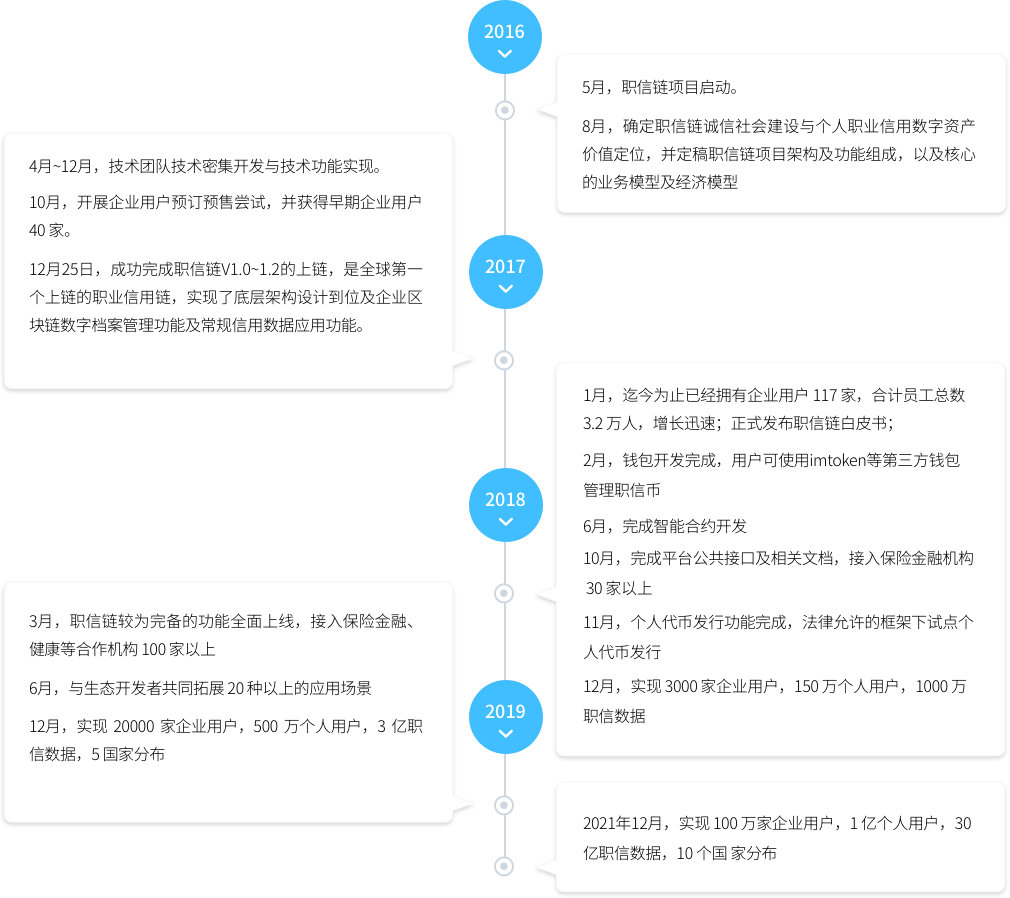 2016
5月，职信链项目启动。
8月，确定职信链诚信社会建设与个人职业信用数字资产
价值定位，并定稿职信链项目架构及功能组成，以及核心
的业务模型及经济模型
4月~12月，技术团队技术密集开发与技术功能实现。
10月，开展企业用户预订预售尝试，并获得早期企业用户
40 家。
12月25日，成功完成职信链V1.0~1.2的上链，是全球第一
个上链的职业信用链，实现了底层架构设计到位及企业区
块链数字档案管理功能及常规信用数据应用功能。
2017
1月，迄今为止已经拥有企业用户 117 家，合计员工总数
3.2 万人，增长迅速；正式发布职信链白皮书；
2月，钱包开发完成，用户可使用imtoken等第三方钱包
管理职信币
6月，完成智能合约开发
10月，完成平台公共接口及相关文档，接入保险金融机构
30 家以上
11月，个人代币发行功能完成，法律允许的框架下试点个
人代币发行
12月，实现 3000 家企业用户，150 万个人用户，1000 万
职信数据
2018
3月，职信链较为完备的功能全面上线，接入保险金融、
健康等合作机构 100 家以上
6月，与生态开发者共同拓展 20 种以上的应用场景
12月，实现 20000 家企业用户，500 万个人用户，3 亿职
信数据，5 国家分布
2019
2021年12月，实现 100 万家企业用户，1 亿个人用户，30
亿职信数据，10 个国 家分布